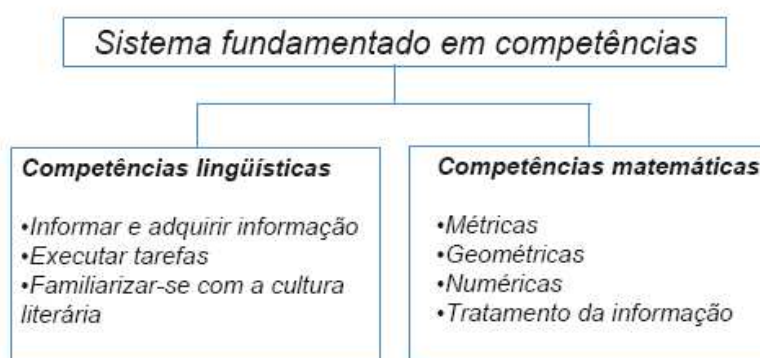 Sistema fundamentado em competências
Competências lingüísticas
•Informar e adquirir informação
•Executar tarefas
•Familiarizar-se com a cultura
literária
Competências matemáticas
•Métricas
•Geométricas
•Numéricas
•Tratamento da informação